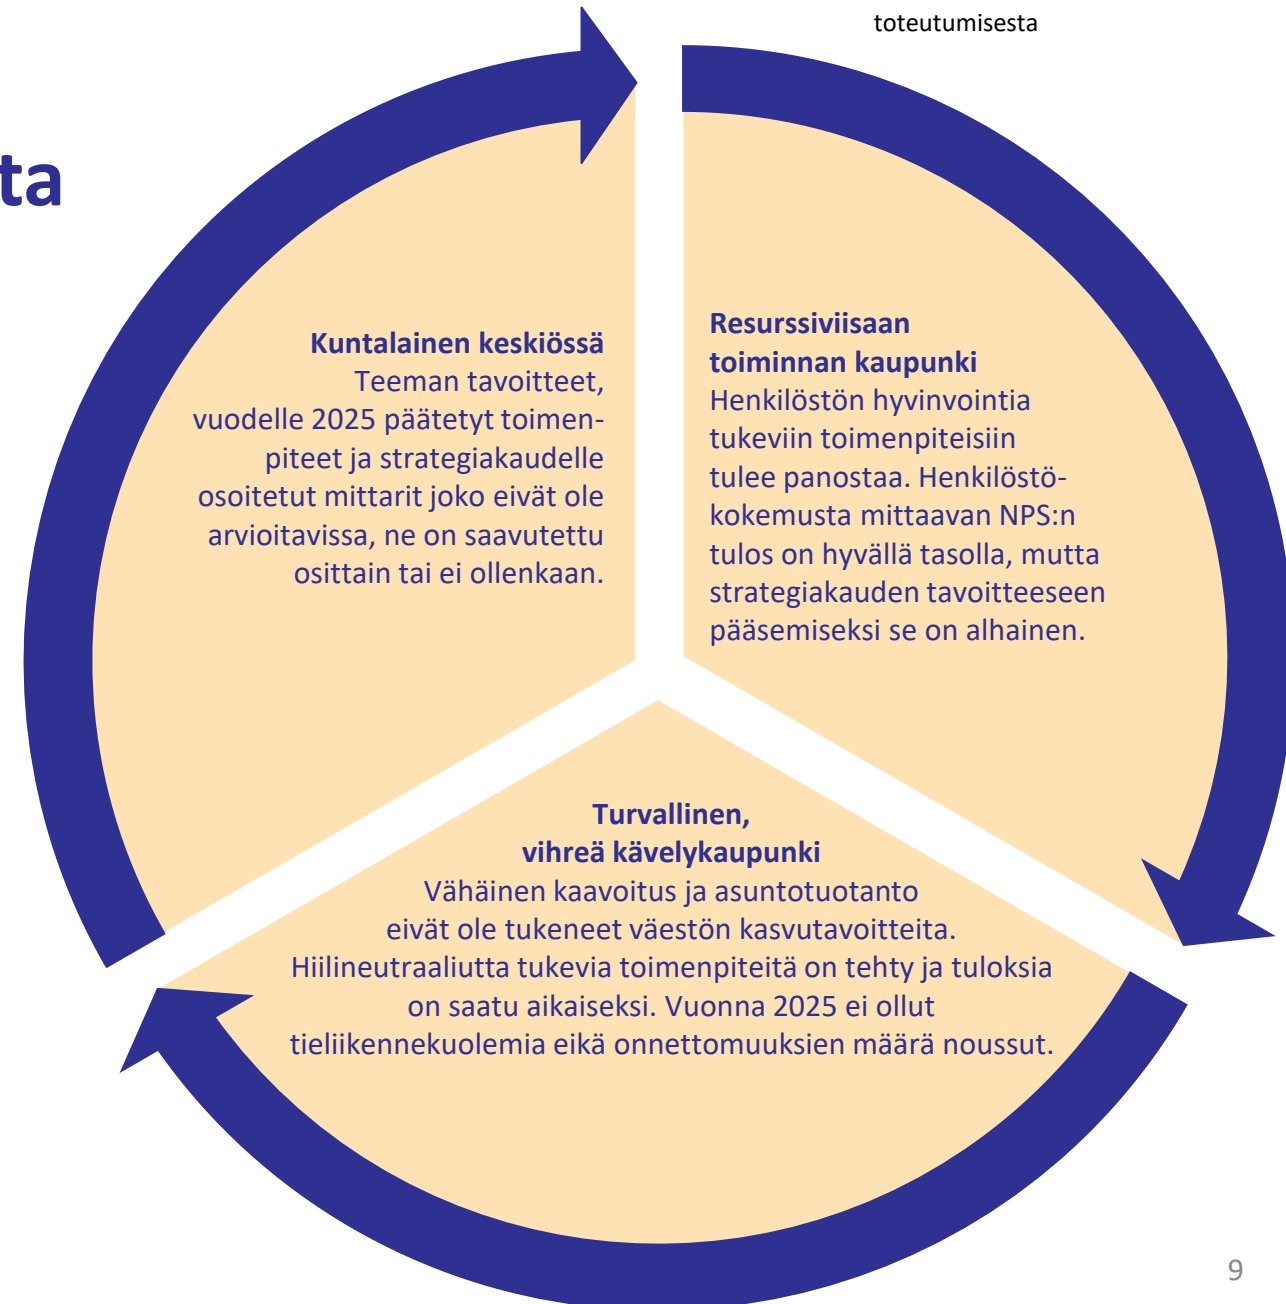 toteutumisesta
ta
Kuntalainen keskiössä
Teeman tavoitteet,
vuodelle 2025 päätetyt toimen-
piteet ja strategiakaudelle
osoitetut mittarit joko eivät ole
arvioitavissa, ne on saavutettu
osittain tai ei ollenkaan.
Resurssiviisaan
toiminnan kaupunki
Henkilöstön hyvinvointia
tukeviin toimenpiteisiin
tulee panostaa. Henkilöstö-
kokemusta mittaavan NPS:n
tulos on hyvällä tasolla, mutta
strategiakauden tavoitteeseen
pääsemiseksi se on alhainen.
Turvallinen,
vihreä kävelykaupunki
Vähäinen kaavoitus ja asuntotuotanto
eivät ole tukeneet väestön kasvutavoitteita.
Hiilineutraaliutta tukevia toimenpiteitä on tehty ja tuloksia
on saatu aikaiseksi. Vuonna 2025 ei ollut
tieliikennekuolemia eikä onnettomuuksien määrä noussut.
9